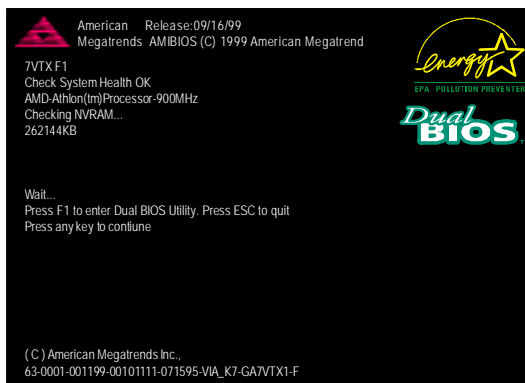 American Release:09/16/99
Megatrends AMIBIOS (C) 1999 American Megatrend
energy
EPA POLLUTION PREVENTER
7VTX F1
Check System Health OK
AMD-Athlon(tm)Processor-900MHz
Checking NVRAM...
262144KB
Dual
BIOS
Wait...
Press F1 to enter Dual BIOS Utility. Press ESC to quit
Press any key to contiune
( C ) American Megatrends Inc.,
63-0001-001199-00101111-071595-VIA_K7-GA7VTX1-F